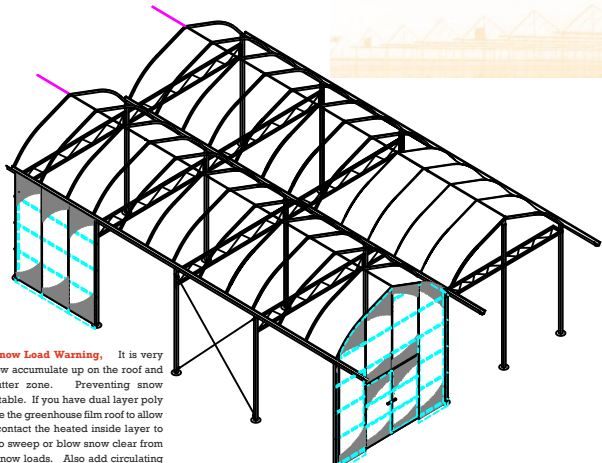 now Load Warning, It is very
w accumulate up on the roof and
tter zone. Preventing snow
table. If you have dual layer poly
e the greenhouse film roof to allow
contact the heated inside layer to
o sweep or blow snow clear from
now loads. Also add circulating